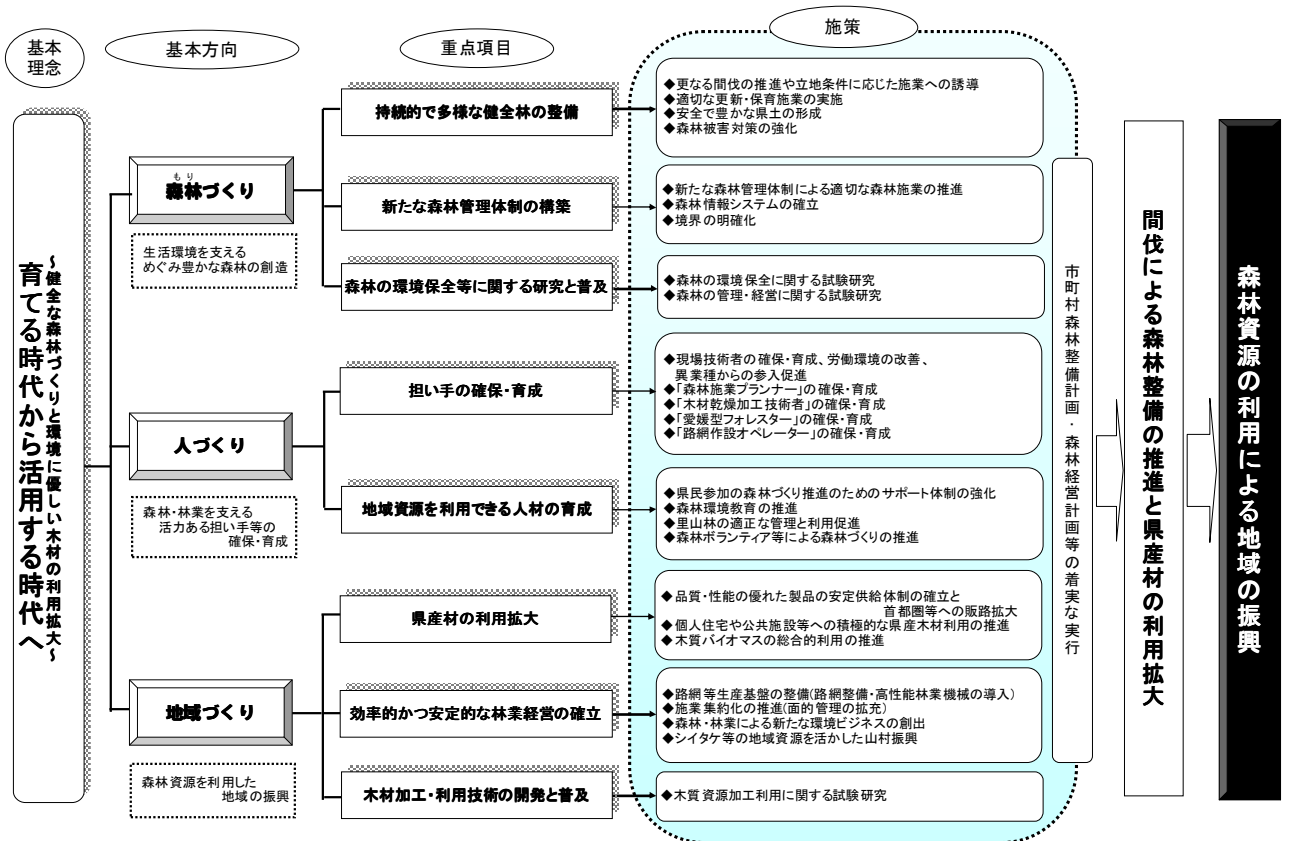 基本
理念
基本方向
重点項目
施策
育てる時代から活用する時代へ
~健全な森林づくりと環境に優しい木材の利用拡大~
もり
森林づくり
生活環境を支える
めぐみ豊かな森林の創造
持続的で多様な健全林の整備
◆更なる間伐の推進や立地条件に応じた施業への誘導
◆適切な更新・保育施業の実施
◆安全で豊かな県土の形成
◆森林被害対策の強化
新たな森林管理体制の構築
◆新たな森林管理体制による適切な森林施業の推進
◆森林情報システムの確立
◆境界の明確化
森林の環境保全等に関する研究と普及
◆森林の環境保全に関する試験研究
◆森林の管理・経営に関する試験研究
人づくり
森林・林業を支える
活力ある担い手等の
確保・育成
担い手の確保・育成
◆現場技術者の確保・育成、労働環境の改善、
異業種からの参入促進
◆「森林施業プランナー」の確保・育成
◆「木材乾燥加工技術者」の確保・育成
◆「愛媛型フォレスター」の確保・育成
◆「路網作設オペレーター」の確保・育成
地域資源を利用できる人材の育成
◆県民参加の森林づくり推進のためのサポート体制の強化
◆森林環境教育の推進
◆里山林の適正な管理と利用促進
◆森林ボランティア等による森林づくりの推進
地域づくり
森林資源を利用した
地域の振興
県産材の利用拡大
◆品質・性能の優れた製品の安定供給体制の確立と
首都圏等への販路拡大
◆個人住宅や公共施設等への積極的な県産木材利用の推進
◆木質バイオマスの総合的利用の推進
効率的かつ安定的な林業経営の確立
◆路網等生産基盤の整備(路網整備・高性能林業機械の導入)
◆施業集約化の推進(面的管理の拡充)
◆森林・林業による新たな環境ビジネスの創出
◆シイタケ等の地域資源を活かした山村振興
木材加工・利用技術の開発と普及
◆木質資源加工利用に関する試験研究
市町村森林整備計画・森林経営計画等の着実な実行
間伐による森林整備の推進と県産材の利用拡大
森林資源の利用による地域の振興